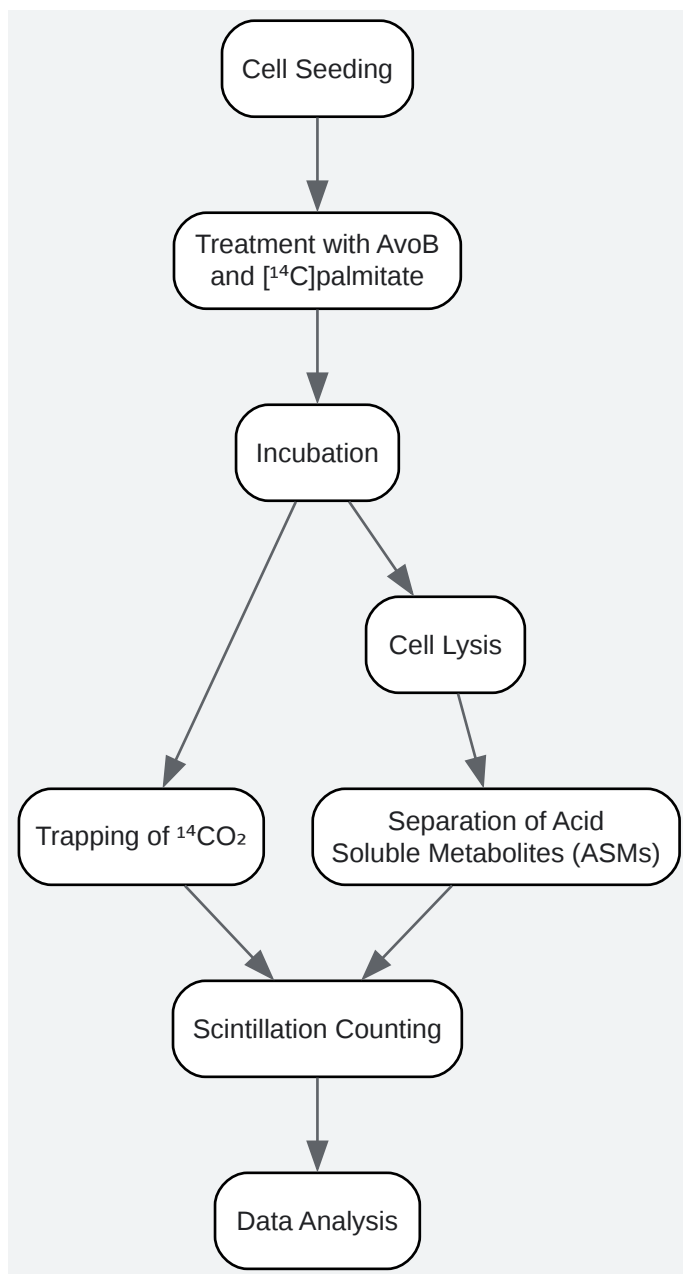 Cell Seeding
Treatment with AvoB
and [¹⁴C]palmitate
Incubation
Cell Lysis
Trapping of ¹⁴CO₂
Separation of Acid
Soluble Metabolites (ASMs)
Scintillation Counting
Data Analysis